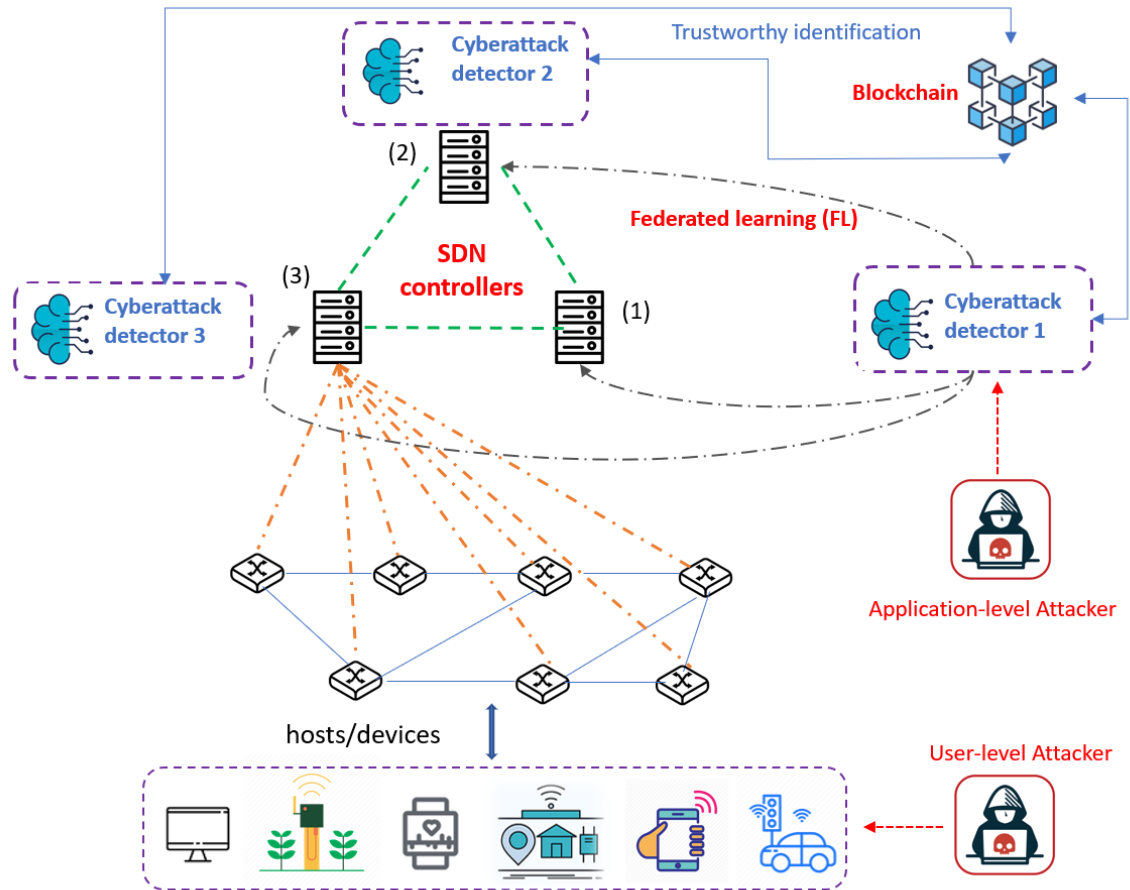 Cyberattack
detector 2
Trustworthy identification
Blockchain
(2)
Federated learning (FL)
SDN
controllers
(3)
(1)
Cyberattack
detector 3
Cyberattack
detector 1
Application-level Attacker
hosts/devices
User-level Attacker